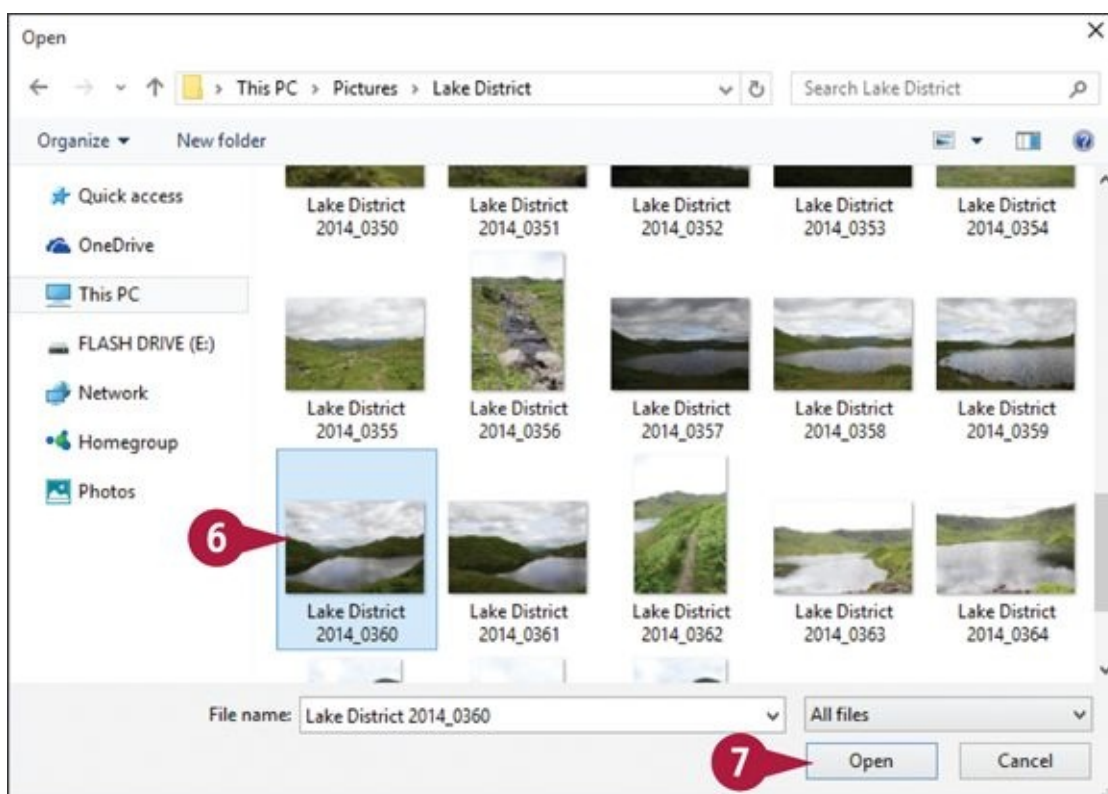 Open
This PC > Pictures > Lake District
Search Lake District
Organize
New folder
Quick access
OneDrive
This PC
FLASH DRIVE (E:)
Network
Homegroup
Photos
Lake District
2014_0350
Lake District
2014_0351
Lake District
2014_0352
Lake District
2014_0353
Lake District
2014_0354
Lake District
2014_0355
Lake District
2014_0356
Lake District
2014_0357
Lake District
2014_0358
Lake District
2014_0359
6
Lake District
2014_0360
Lake District
2014_0361
Lake District
2014_0362
Lake District
2014_0363
Lake District
2014_0364
File name: Lake District 2014_0360
All files
7
Open
Cancel